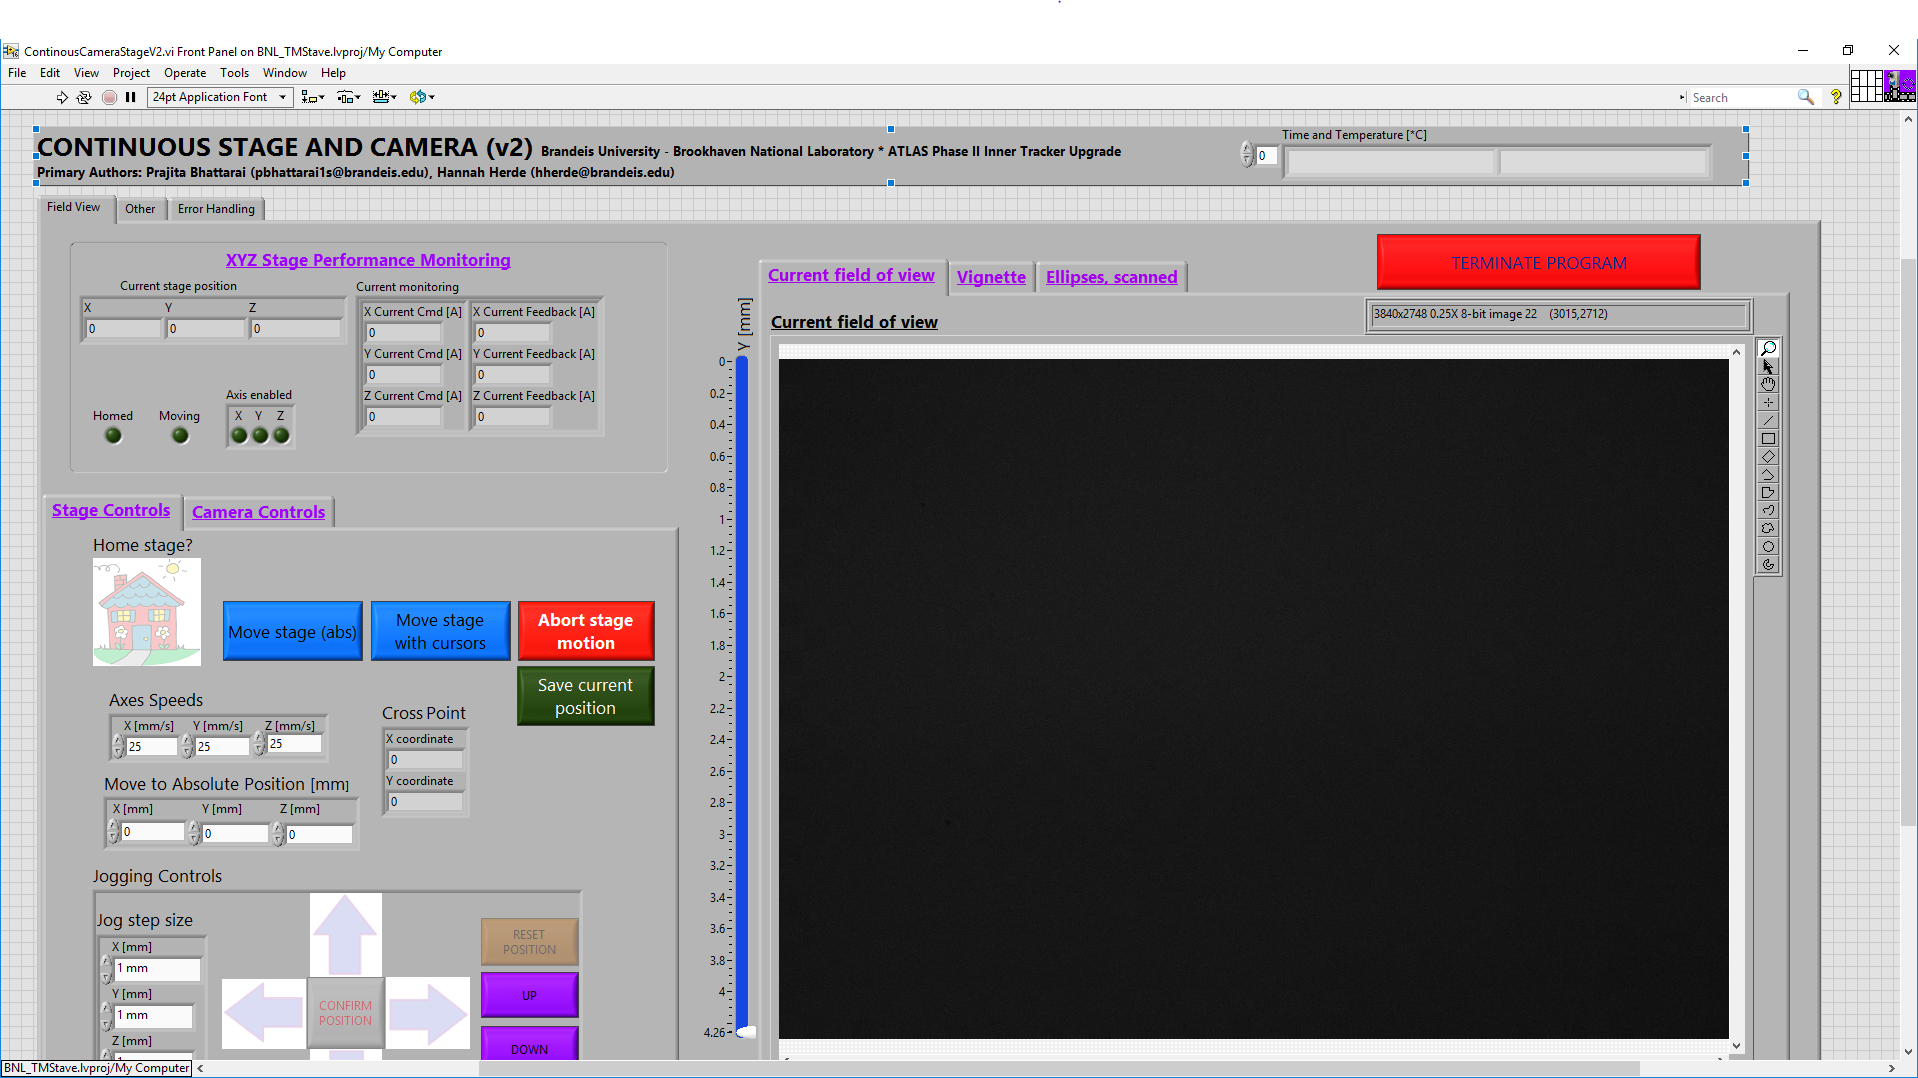 ContinousCameraStageV2.vi Front Panel on BNL_TMStave.lvproj/My Computer
File Edit View Project Operate Tools Window Help
24pt Application Font
Search
CONTINUOUS STAGE AND CAMERA (v2) Brandeis University - Brookhaven National Laboratory * ATLAS Phase II Inner Tracker Upgrade
Primary Authors: Prajita Bhattarai (pbhattarai1s@brandeis.edu), Hannah Herde (hherde@brandeis.edu)
Time and Temperature [*C]
0
Field View Other Error Handling
XYZ Stage Performance Monitoring
Current stage position
X Y Z
0 0 0
Current monitoring
X Current Cmd [A] X Current Feedback [A]
0 0
Y Current Cmd [A] Y Current Feedback [A]
0 0
Z Current Cmd [A] Z Current Feedback [A]
0 0
Homed Moving
Axis enabled
X Y Z
TERMINATE PROGRAM
Current field of view Vignette Ellipses, scanned
Current field of view
3840x2748 0.25X 8-bit image 22 (3015,2712)
Y [mm]
0
0.2
0.4
0.6
0.8
1
1.2
1.4
1.6
1.8
2
2.2
2.4
2.6
2.8
3
3.2
3.4
3.6
3.8
4
4.26
Stage Controls Camera Controls
Home stage?
Move stage (abs)
Move stage
with cursors
Abort stage
motion
Save current
position
Axes Speeds
X [mm/s] Y [mm/s] Z [mm/s]
25 25 25
Cross Point
X coordinate
0
Y coordinate
0
Move to Absolute Position [mm]
X [mm] Y [mm] Z [mm]
0 0 0
Jogging Controls
Jog step size
X [mm]
1 mm
Y [mm]
1 mm
Z [mm]
CONFIRM
POSITION
RESET
POSITION
UP
DOWN
BNL_TMStave.lvproj/My Computer